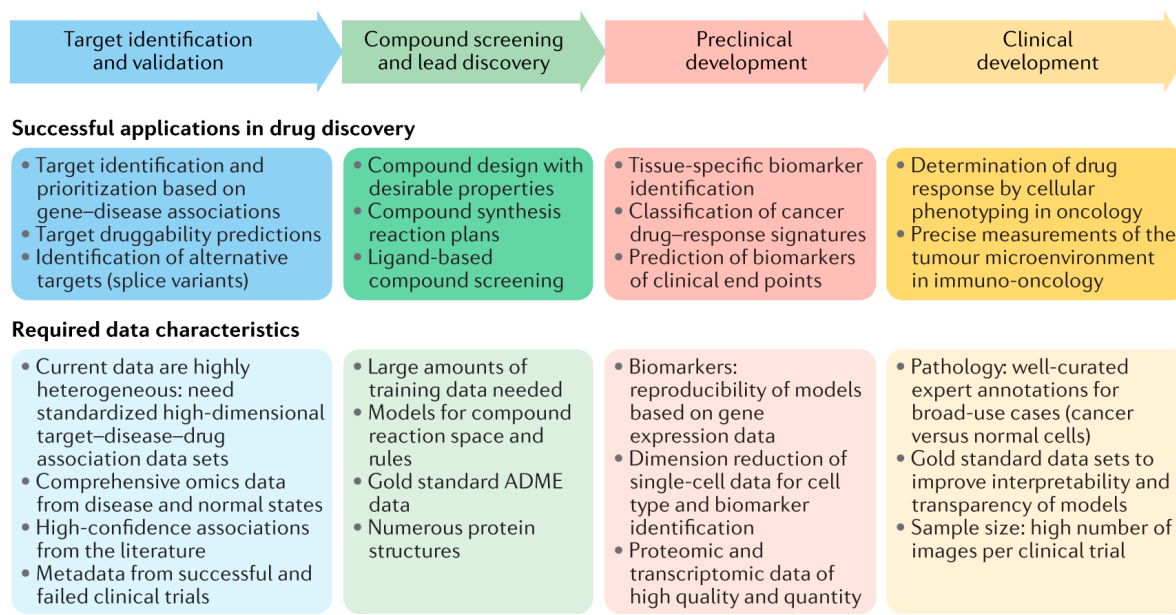 Target identification
and validation
Compound screening
and lead discovery
Preclinical
development
Clinical
development
Successful applications in drug discovery
• Target identification and
prioritization based on
gene–disease associations
• Target druggability predictions
• Identification of alternative
targets (splice variants)
• Compound design with
desirable properties
• Compound synthesis
reaction plans
• Ligand-based
compound screening
• Tissue-specific biomarker
identification
• Classification of cancer
drug–response signatures
• Prediction of biomarkers
of clinical end points
• Determination of drug
response by cellular
phenotyping in oncology
• Precise measurements of the
tumour microenvironment
in immuno-oncology
Required data characteristics
• Current data are highly
heterogeneous: need
standardized high-dimensional
target–disease–drug
association data sets
• Comprehensive omics data
from disease and normal states
• High-confidence associations
from the literature
• Metadata from successful and
failed clinical trials
• Large amounts of
training data needed
• Models for compound
reaction space and
rules
• Gold standard ADME
data
• Numerous protein
structures
• Biomarkers:
reproducibility of models
based on gene
expression data
• Dimension reduction of
single-cell data for cell
type and biomarker
identification
• Proteomic and
transcriptomic data of
high quality and quantity
• Pathology: well-curated
expert annotations for
broad-use cases (cancer
versus normal cells)
• Gold standard data sets to
improve interpretability and
transparency of models
• Sample size: high number of
images per clinical trial